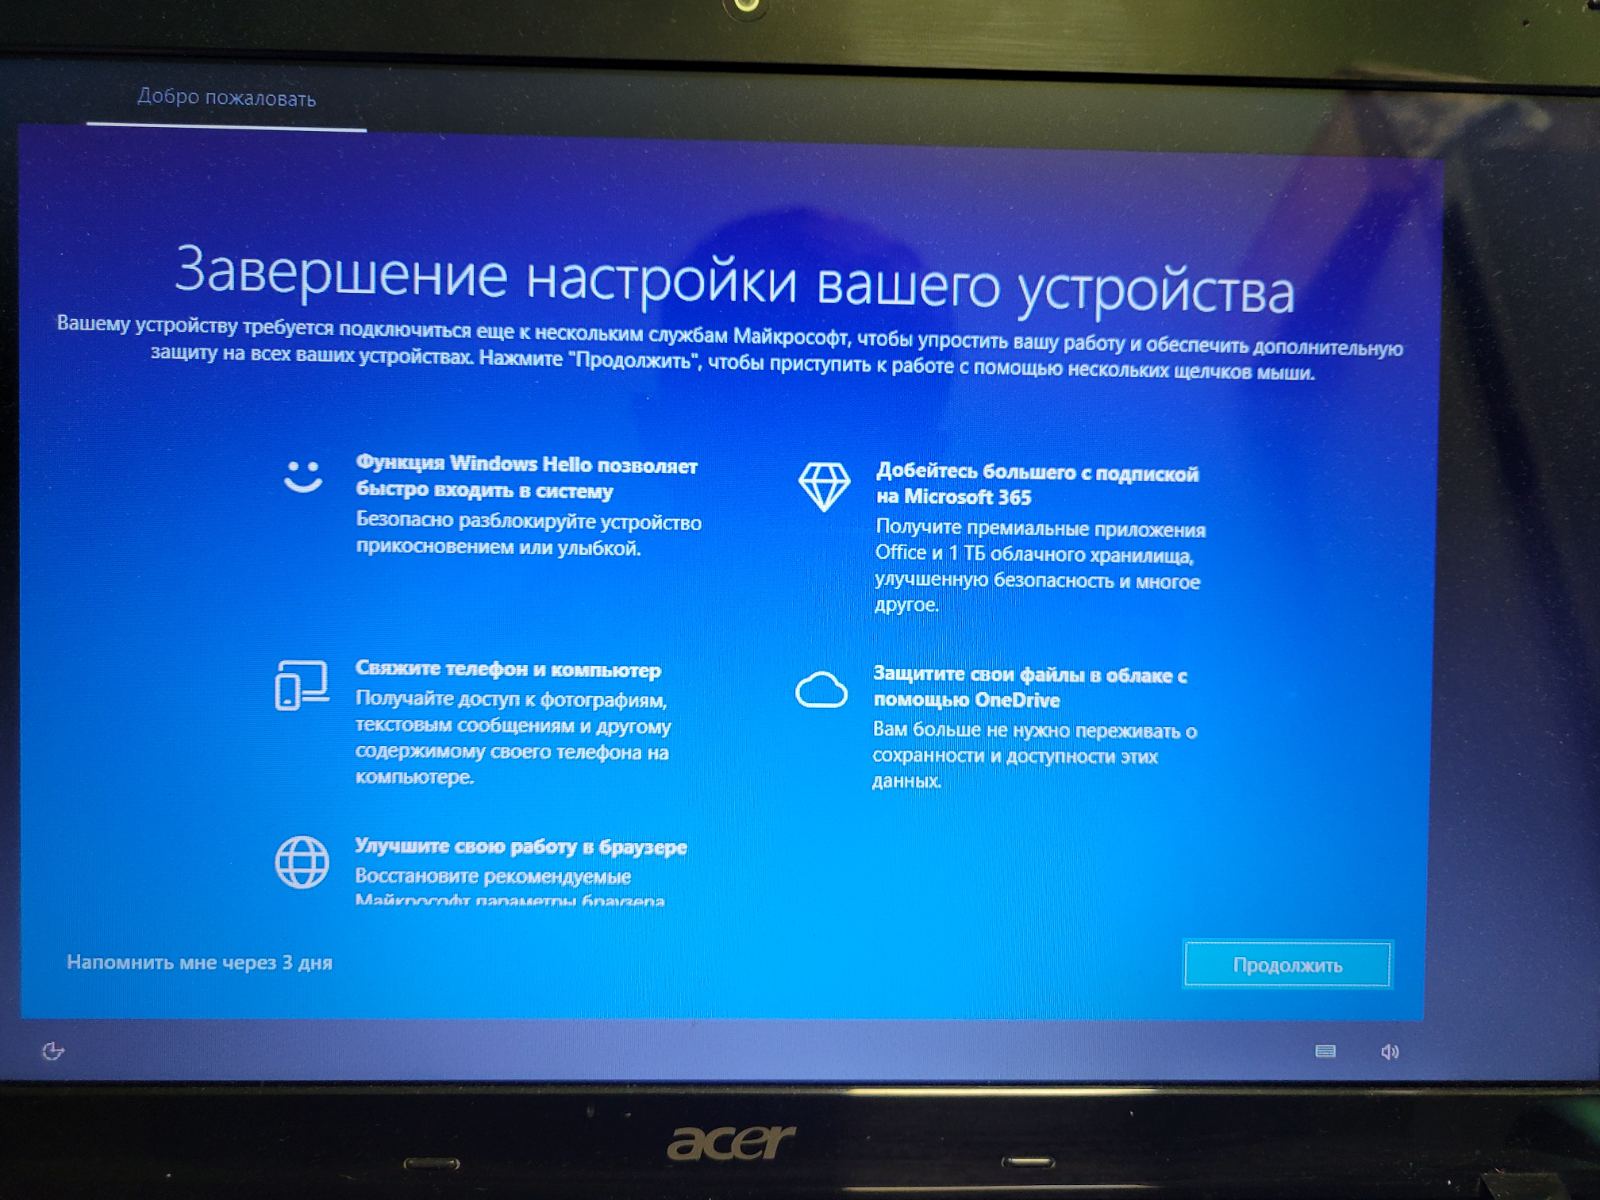 Добро пожаловать
Завершение настройки вашего устройства
Вашему устройству требуется подключиться еще к нескольким службам Майкрософт, чтобы упростить вашу работу и обеспечить дополнительную
защиту на всех ваших устройствах. Нажмите "Продолжить", чтобы приступить к работе с помощью нескольких щелчков мыши.
Функция Windows Hello позволяет
быстро входить в систему
Безопасно разблокируйте устройство
прикосновением или улыбкой.
Добейтесь большего с подпиской
на Microsoft 365
Получите премиальные приложения
Office и 1 ТБ облачного хранилища,
улучшенную безопасность и многое
другое.
Свяжите телефон и компьютер
Получайте доступ к фотографиям,
текстовым сообщениям и другому
содержимому своего телефона на
компьютере.
Защитите свои файлы в облаке с
помощью OneDrive
Вам больше не нужно переживать о
сохранности и доступности этих
данных.
Улучшите свою работу в браузере
Восстановите рекомендуемые
Майкрософт параметры браузера
Напомнить мне через 3 дня
Продолжить
acer